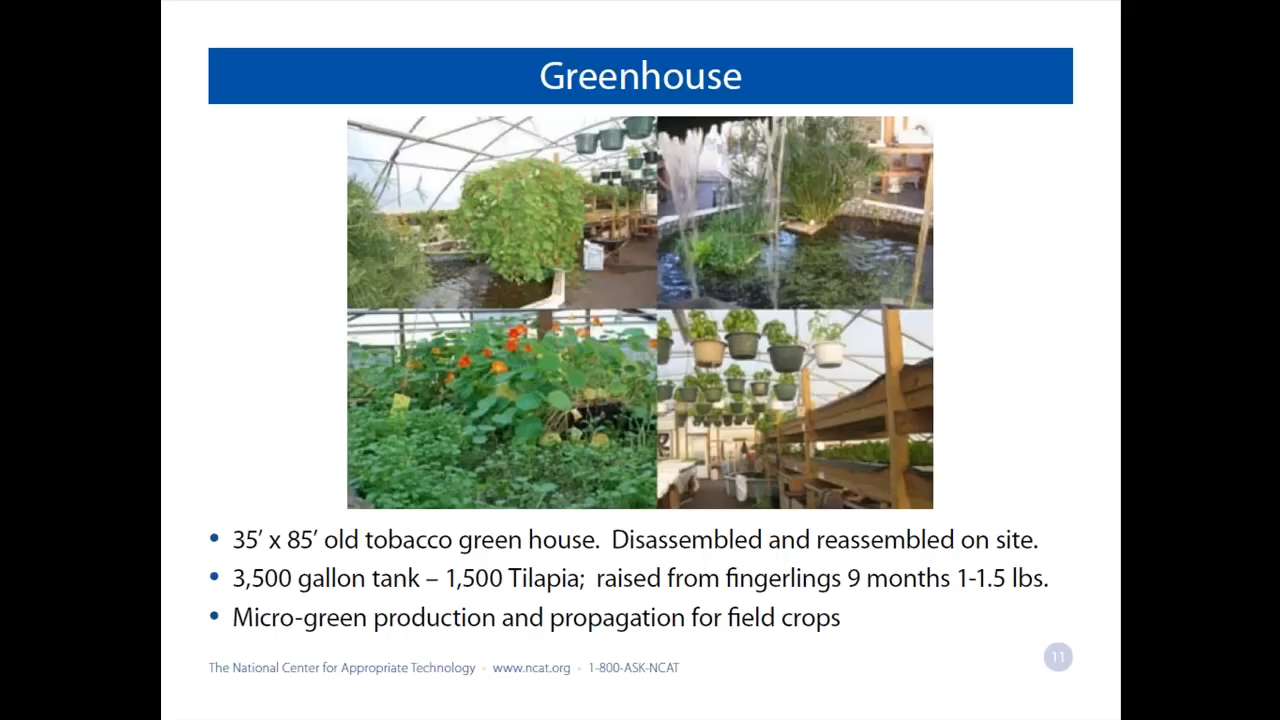 Greenhouse
• 35’ x 85’ old tobacco green house.  Disassembled and reassembled on site.
• 3,500 gallon tank – 1,500 Tilapia;  raised from fingerlings 9 months 1-1.5 lbs.
• Micro-green production and propagation for field crops
The National Center for Appropriate Technology • www.ncat.org • 1-800-ASK-NCAT
11